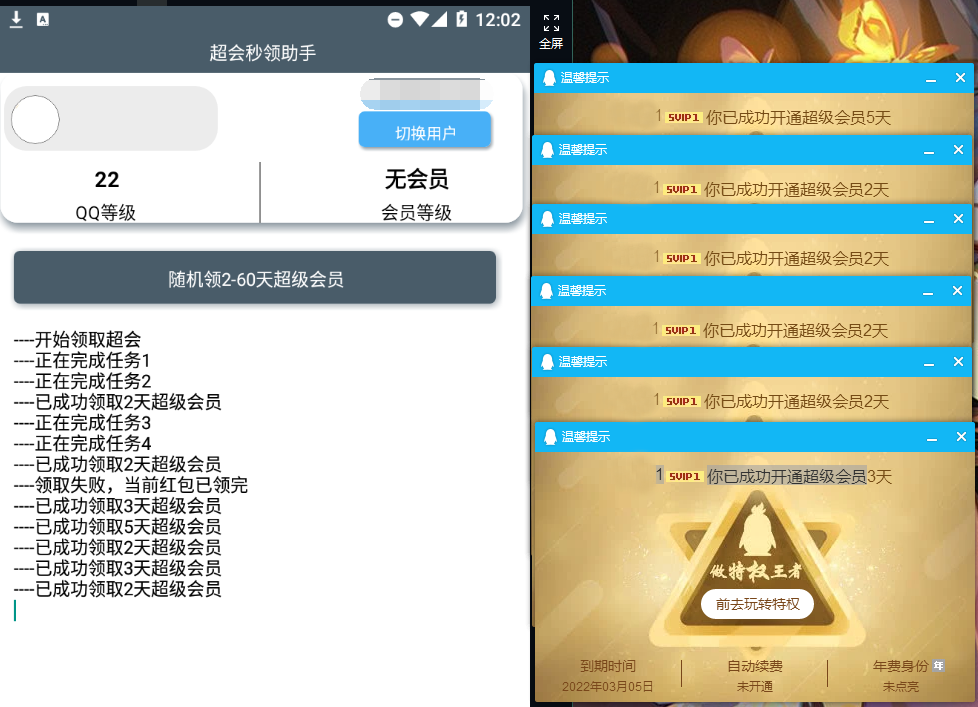 12:02
超会秒领助手
切换用户
22
QQ等级
无会员
会员等级
随机领2-60天超级会员
----开始领取超会
----正在完成任务1
----正在完成任务2
----已成功领取2天超级会员
----正在完成任务3
----正在完成任务4
----已成功领取2天超级会员
----领取失败，当前红包已领完
----已成功领取3天超级会员
----已成功领取5天超级会员
----已成功领取2天超级会员
----已成功领取3天超级会员
----已成功领取2天超级会员
全屏
温馨提示
1 SVIP1 你已成功开通超级会员5天
温馨提示
1 SVIP1 你已成功开通超级会员2天
温馨提示
1 SVIP1 你已成功开通超级会员2天
温馨提示
1 SVIP1 你已成功开通超级会员2天
温馨提示
1 SVIP1 你已成功开通超级会员2天
温馨提示
1 SVIP1 你已成功开通超级会员3天
做特权王者
前去玩转特权
到期时间
2022年03月05日
自动续费
未开通
年费身份 年
未点亮